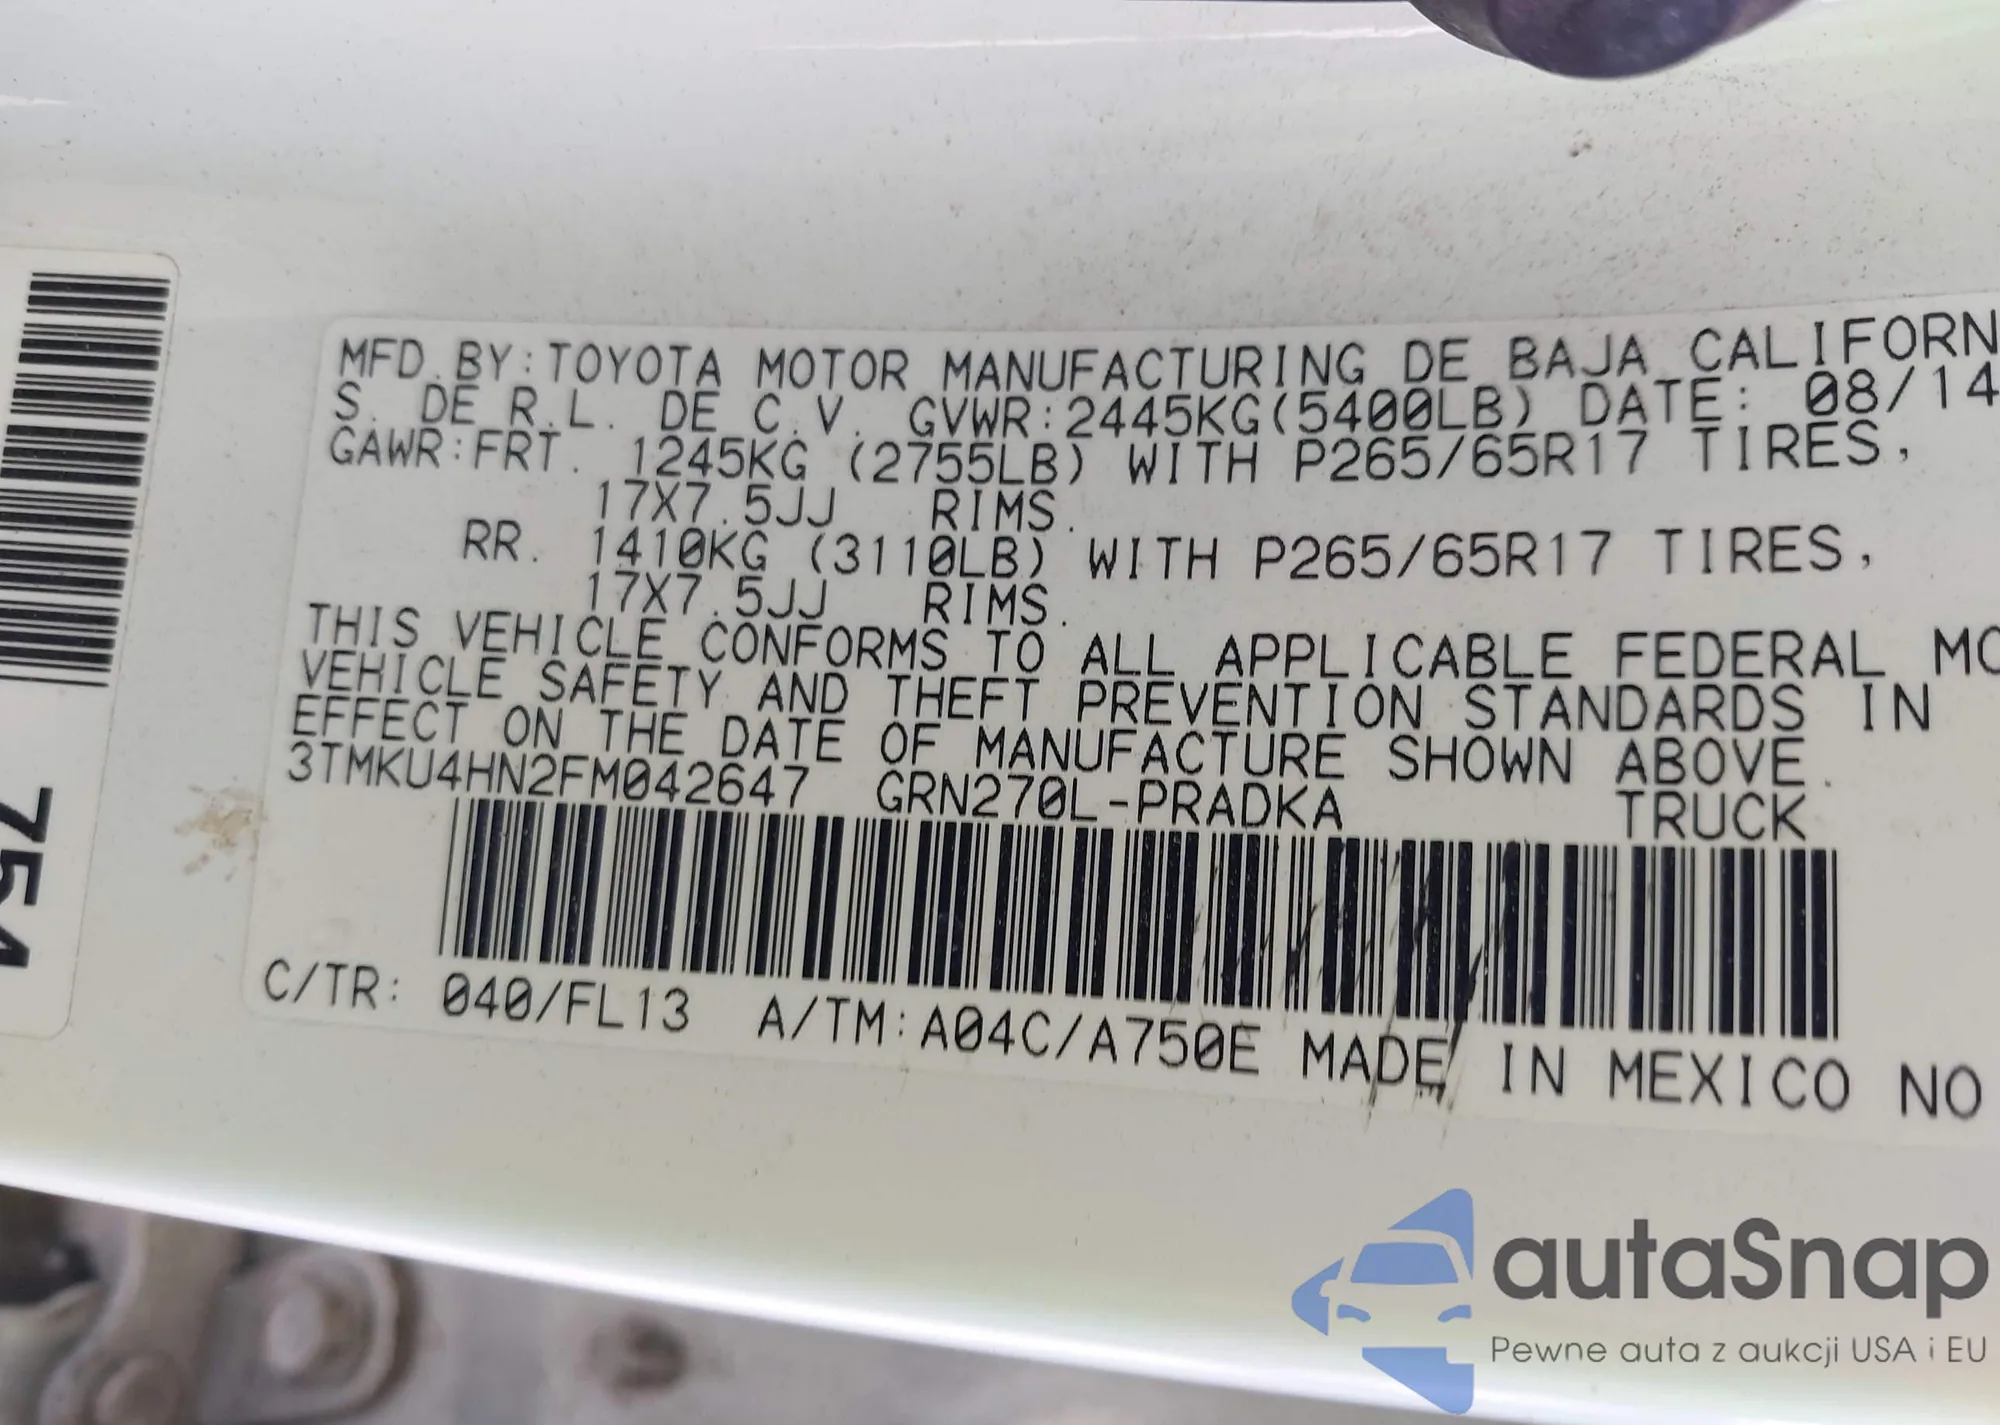 MFD. BY: TOYOTA MOTOR MANUFACTURING DE BAJA CALIFORN
S. DE R.L. DE C.V. GVWR:2445KG(5400LB) DATE: 08/14
GAWR:FRT. 1245KG (2755LB) WITH P265/65R17 TIRES,
17X7.5JJ RIMS.
RR. 1410KG (3110LB) WITH P265/65R17 TIRES,
17X7.5JJ RIMS.
THIS VEHICLE CONFORMS TO ALL APPLICABLE FEDERAL MO
VEHICLE SAFETY AND THEFT PREVENTION STANDARDS IN
EFFECT ON THE DATE OF MANUFACTURE SHOWN ABOVE.
3TMKU4HN2FM042647 GRN270L-PRADKA TRUCK
C/TR: 040/FL13 A/TM:A04C/A750E MADE IN MEXICO NO
754
autaSnap
Pewne auta z aukcji USA i EU